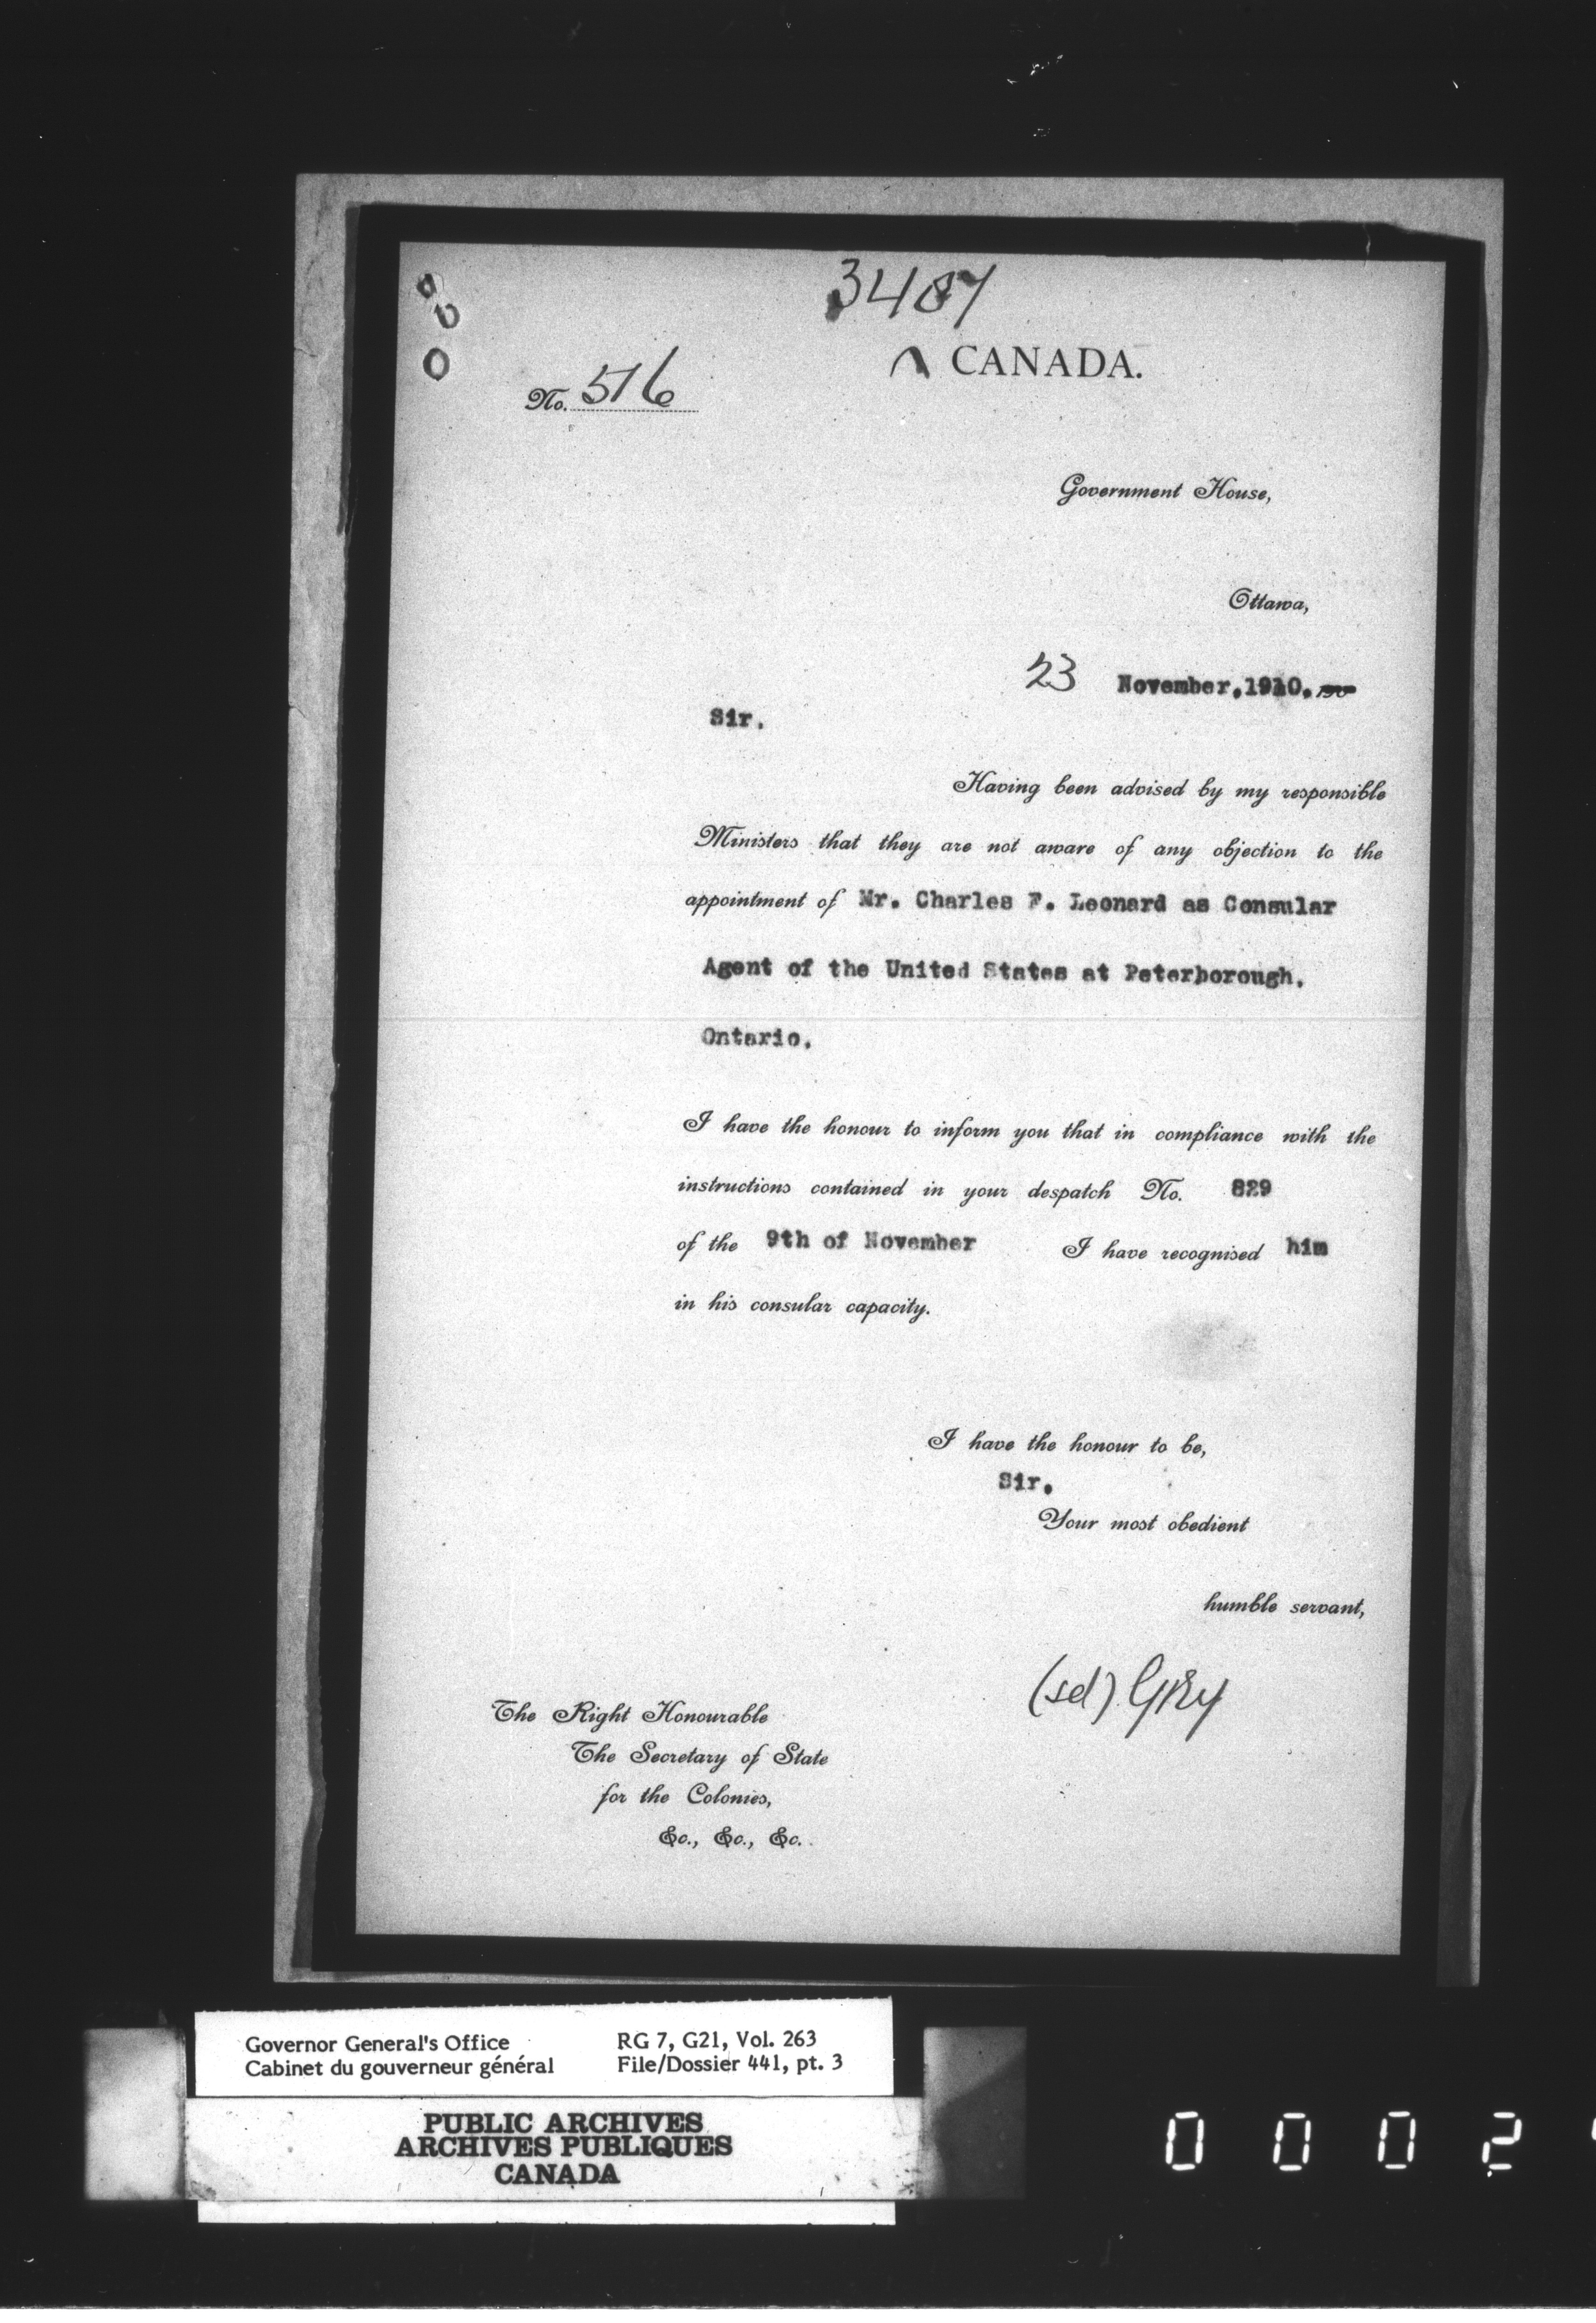 3487
No. 516
CANADA.
Government House,
Ottawa,
23 November,1910. 190
Sir,
Having been advised by my responsible
Ministers that they are not aware of any objection to the
appointment of Mr. Charles F. Leonard as Consular
Agent of the United States at Peterborough,
Ontario,
I have the honour to inform you that in compliance with the
instructions contained in your despatch No. 829
of the 9th of November I have recognised him
in his consular capacity.
I have the honour to be,
Sir,
Your most obedient
humble servant,
(sd) Grey
The Right Honourable
The Secretary of State
for the Colonies,
&c., &c., &c.
Governor General's Office RG 7, G21, Vol. 263
Cabinet du gouverneur général File/Dossier 441, pt. 3
PUBLIC ARCHIVES
ARCHIVES PUBLIQUES
CANADA
0 0 0 2